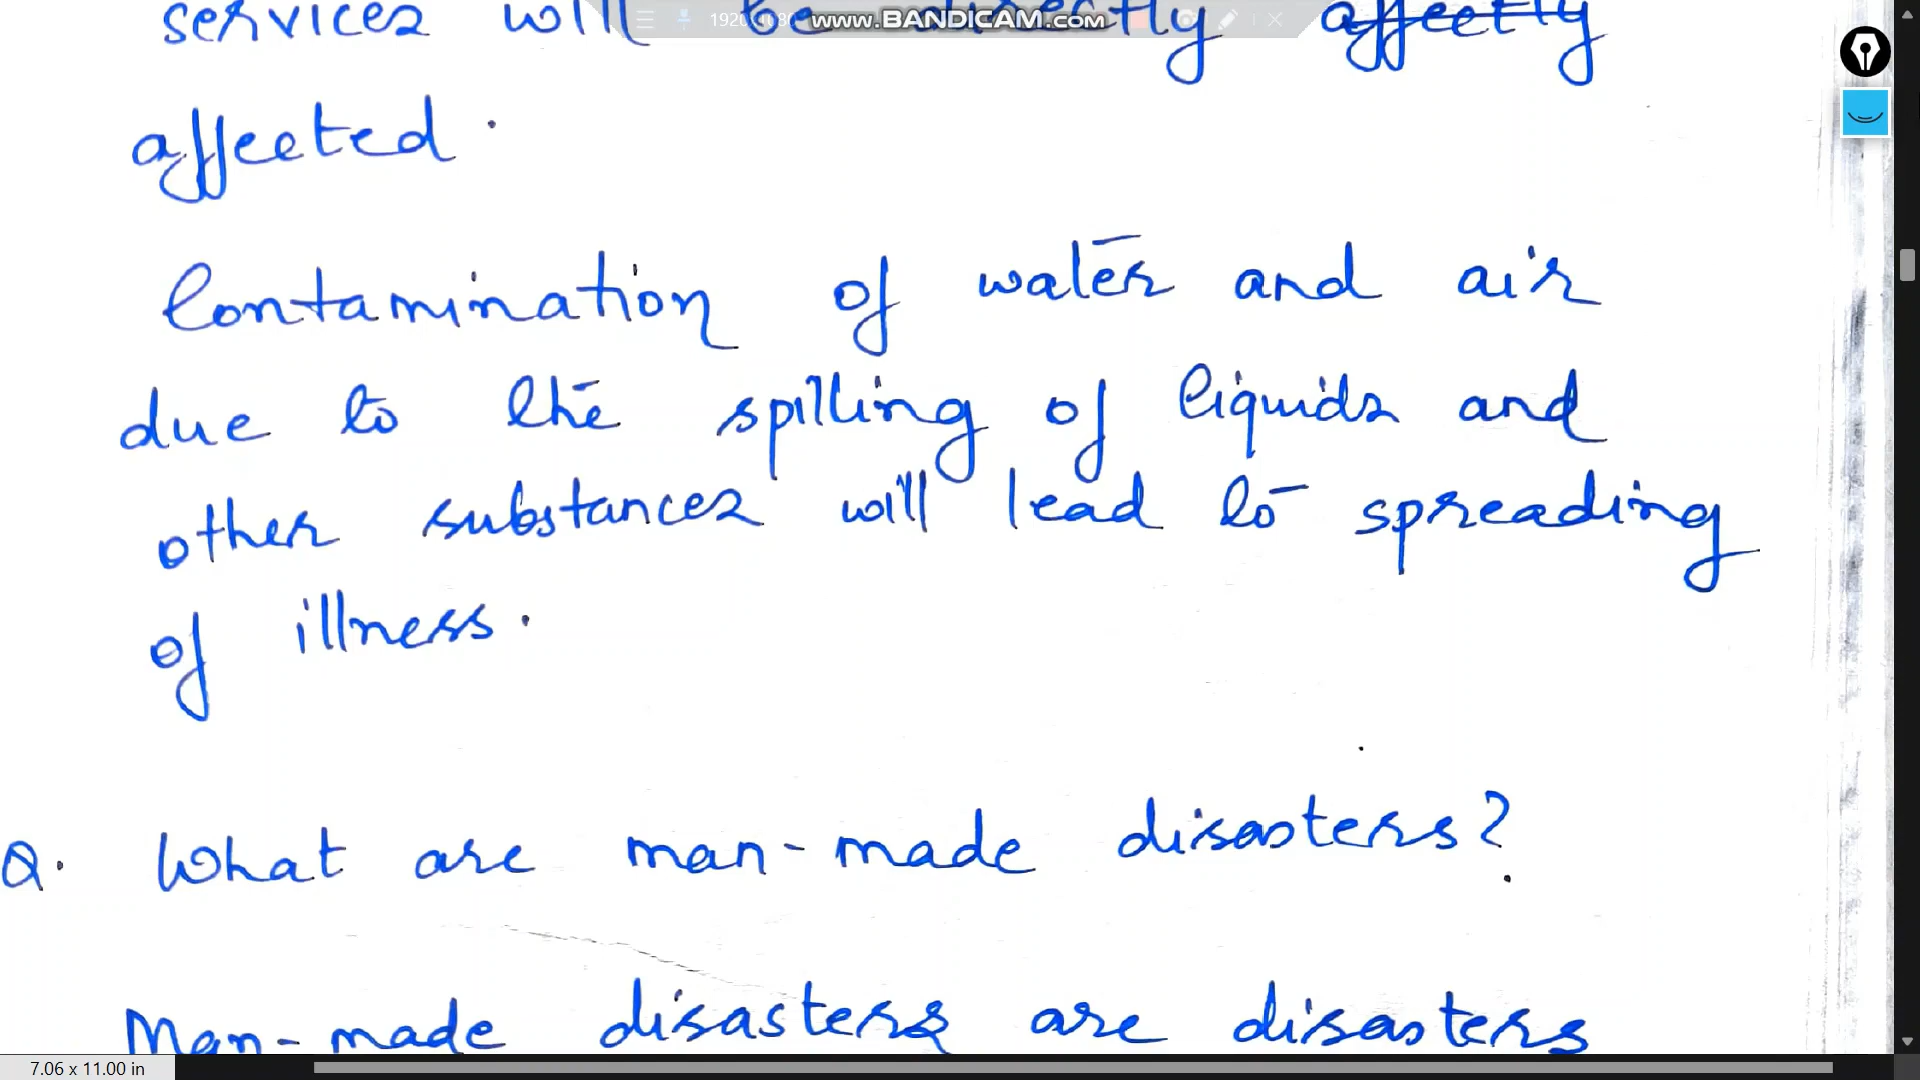 services will be directly affectly
1920 WWW.BANDICAM.COM
affected.
Contamination of water and air
due to the spilling of liquids and
other substances will lead to spreading
of illness.
Q. What are man-made disasters?
Man-made disasters are disasters
7.06 x 11.00 in